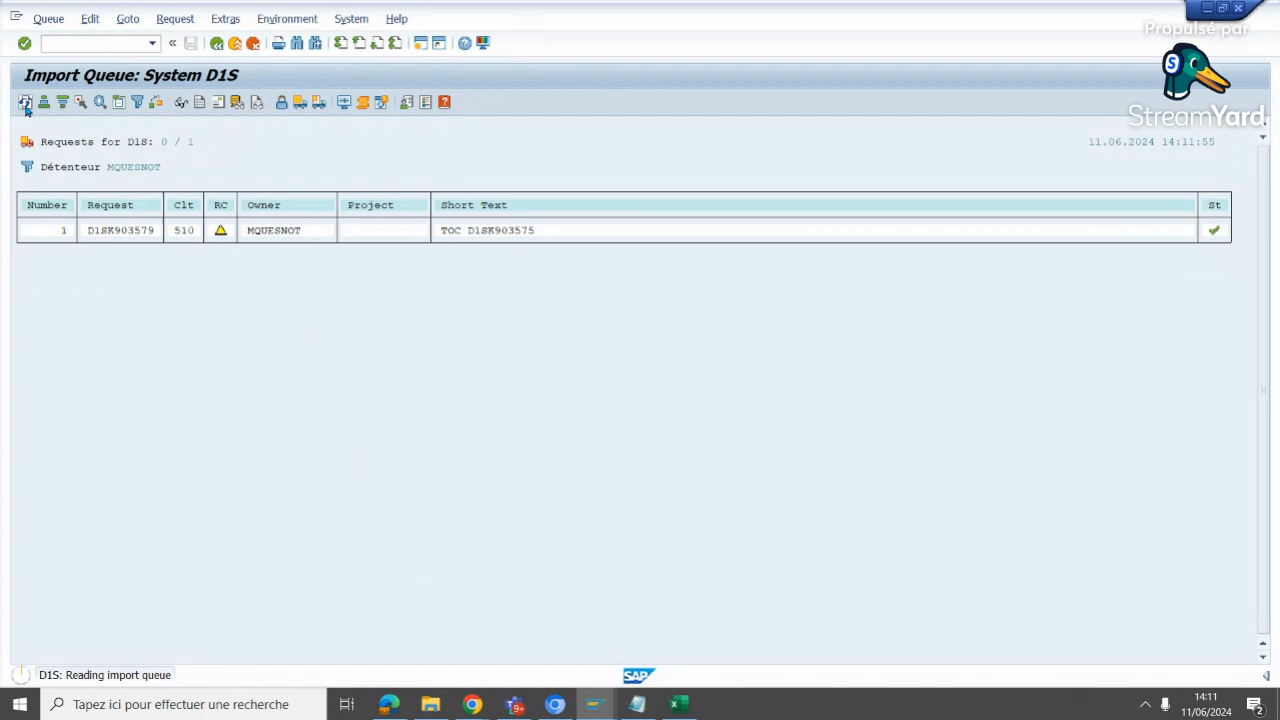 Queue Edit Goto Request Extras Environment System Help
Propulsé par
StreamYard
Import Queue: System D1S
Requests for D1S: 0 / 1
11.06.2024 14:11:55
Détenteur MQUESNOT
Number Request Clt RC Owner Project Short Text St
1 D1SK903579 510 MQUESNOT TOC D1SK903575
D1S: Reading import queue
SAP
Tapez ici pour effectuer une recherche
9+
14:11
11/06/2024
2